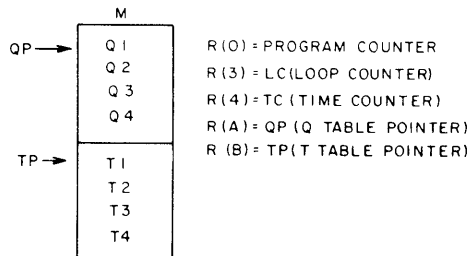 M
QP
Q1
Q2
Q3
Q4
TP
T1
T2
T3
T4
R(0)=PROGRAM COUNTER
R(3)=LC(LOOP COUNTER)
R(4)=TC(TIME COUNTER)
R(A)=QP(Q TABLE POINTER)
R(B)=TP(T TABLE POINTER)